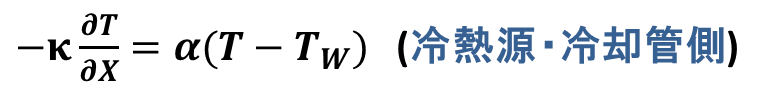 −κ ∂T/∂X = α(T − T_W) (冷熱源・冷却管側)